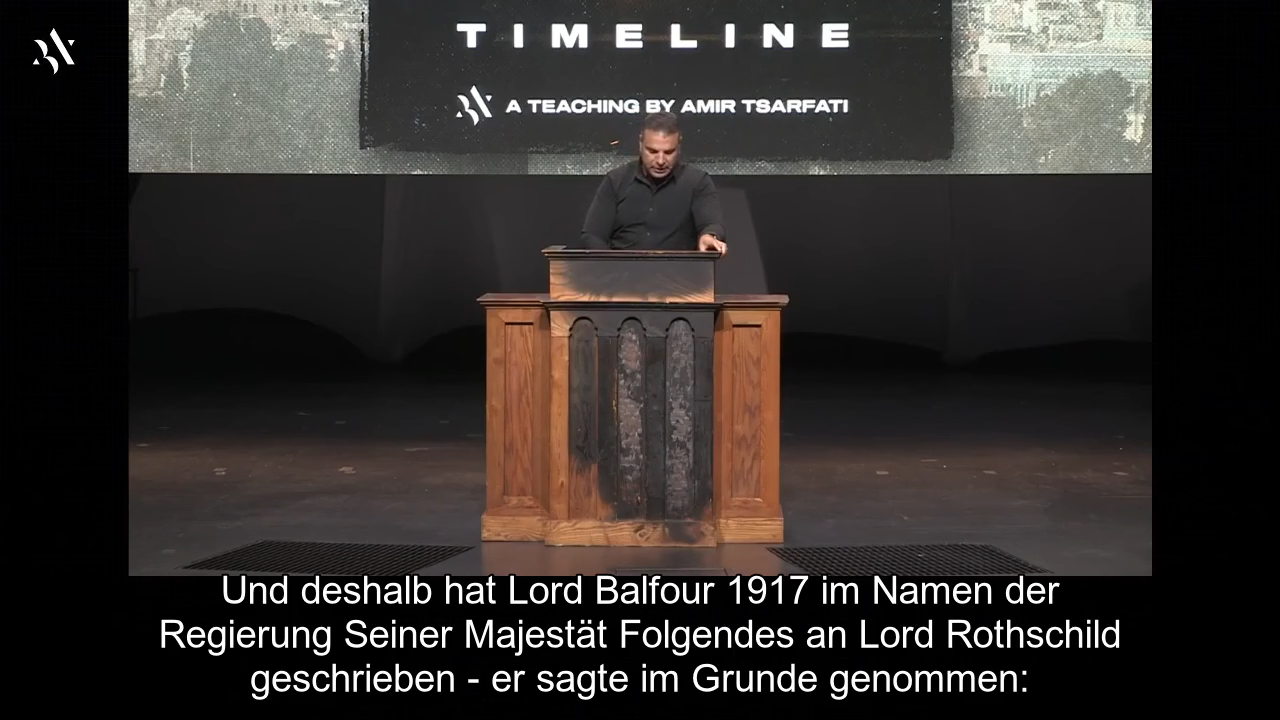 TIMELINE
A TEACHING BY AMIR TSARFATI
Und deshalb hat Lord Balfour 1917 im Namen der
Regierung Seiner Majestät Folgendes an Lord Rothschild
geschrieben - er sagte im Grunde genommen: